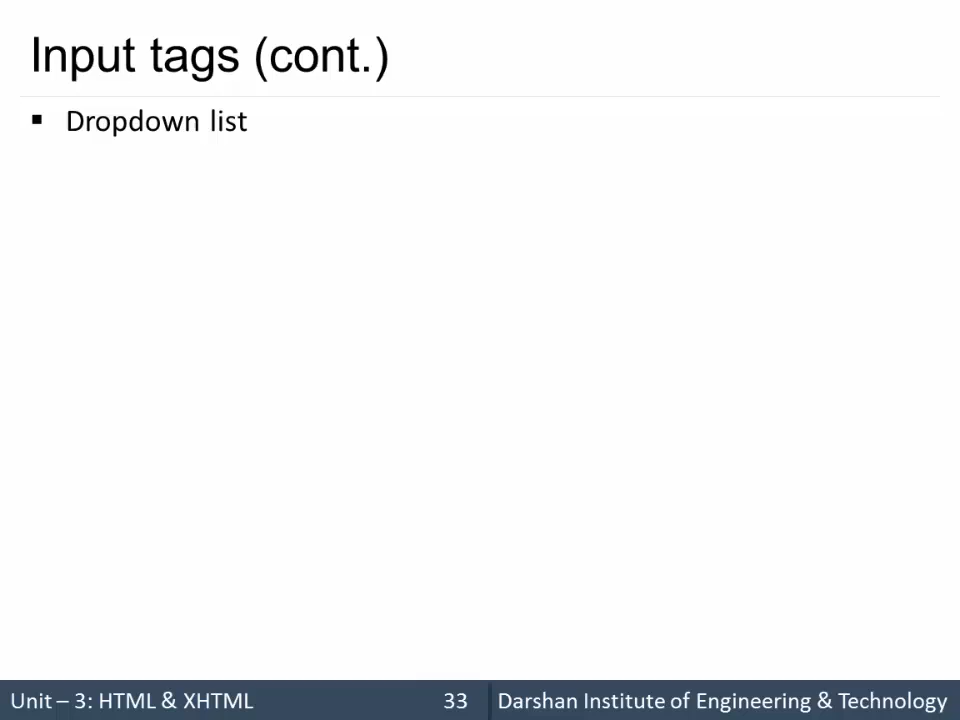 Input tags (cont.)
▪ Dropdown list
Unit – 3: HTML & XHTML 33 Darshan Institute of Engineering & Technology